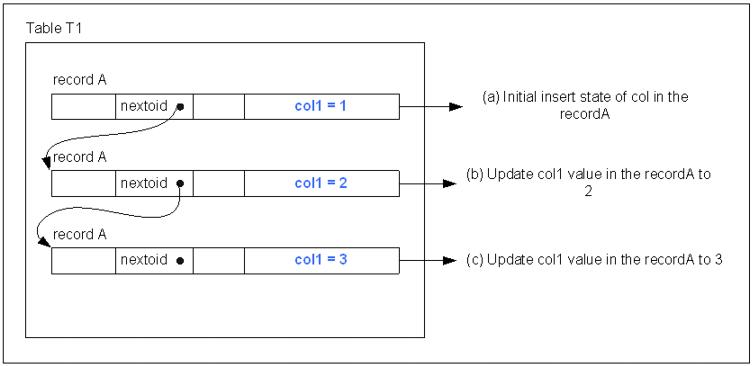 Table T1
record A
nextoid
col1 = 1
(a) Initial insert state of col in the
recordA
record A
nextoid
col1 = 2
(b) Update col1 value in the recordA to
2
record A
nextoid
col1 = 3
(c) Update col1 value in the recordA to 3